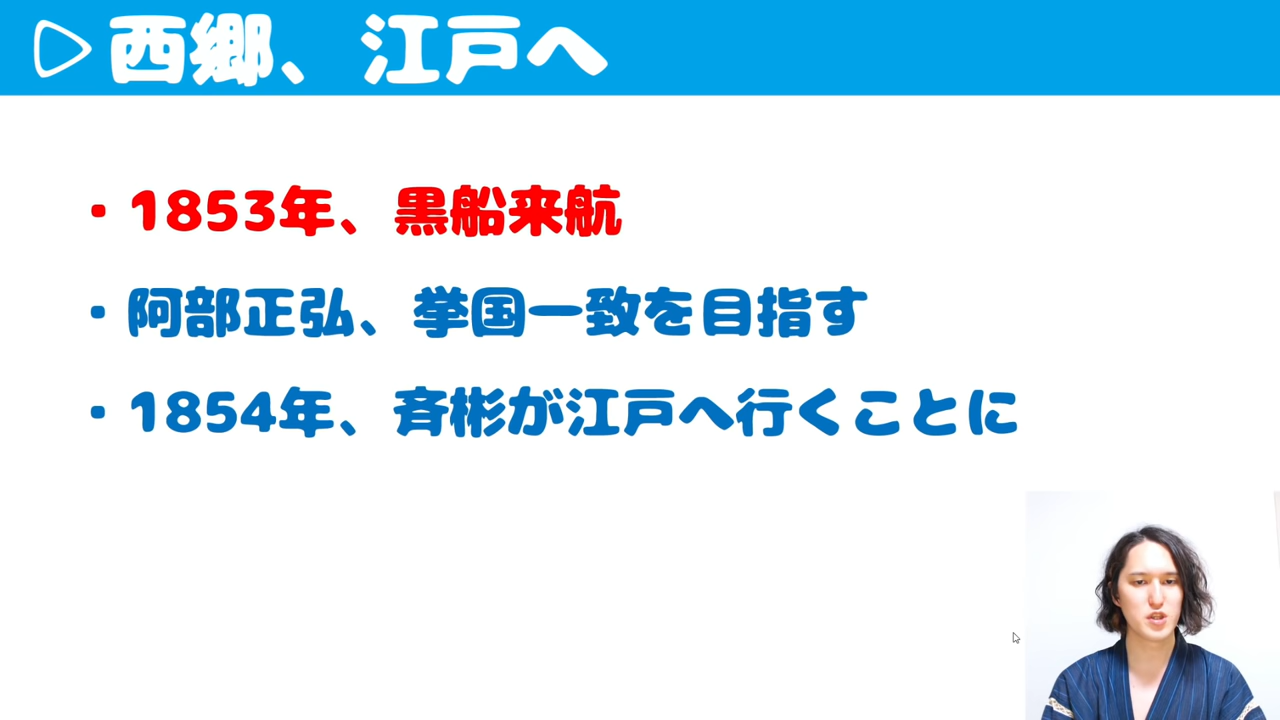 西郷、江戸へ
・1853年、黒船来航
・阿部正弘、挙国一致を目指す
・1854年、斉彬が江戸へ行くことに